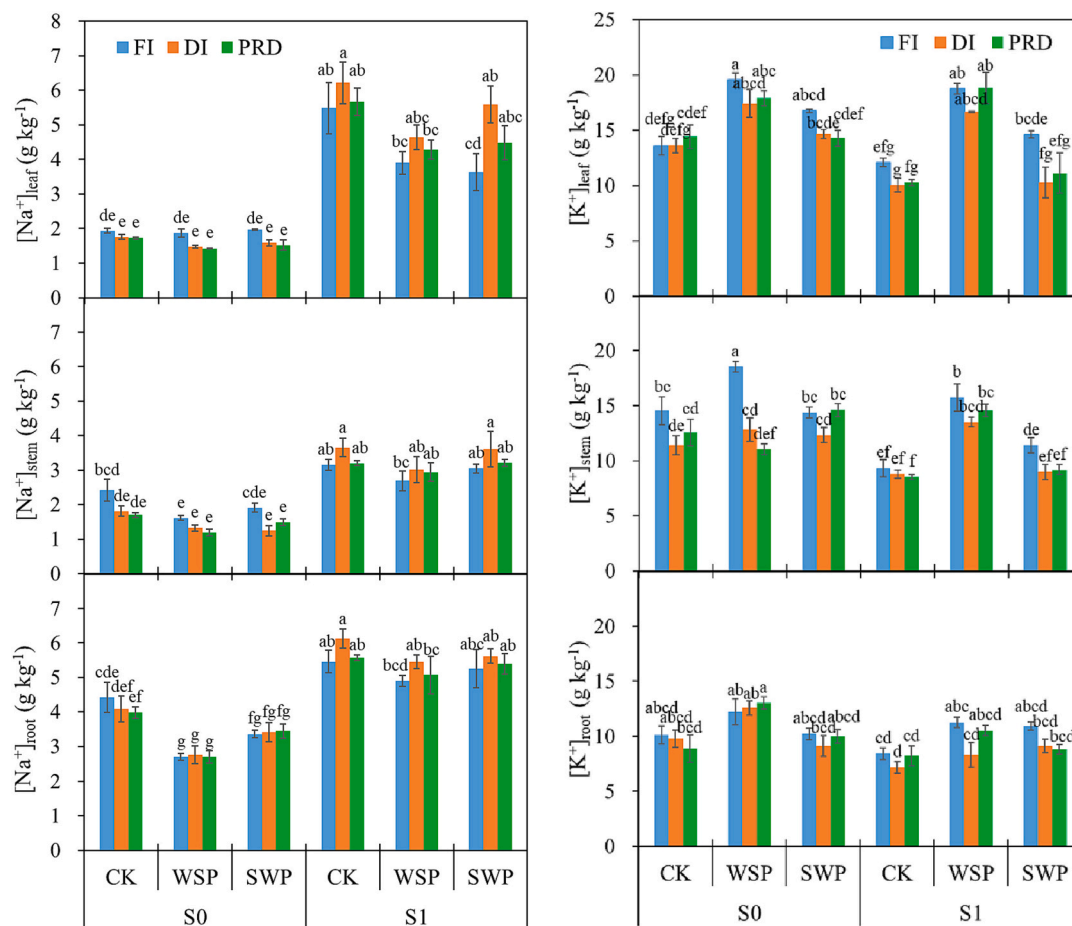 8
7
6
5
4
3
2
1
0
[Na⁺]leaf (g kg⁻¹)
FI DI PRD
de e e de e e de e e ab a ab bc abc bc cd ab abc
7
6
5
4
3
2
1
0
[Na⁺]stem (g kg⁻¹)
bcd de de e e e cde e e ab a ab bc ab ab ab a ab
7
6
5
4
3
2
1
0
[Na⁺]root (g kg⁻¹)
cde def ef g g g fg fg fg ab a ab bcd ab bc abc ab ab
CK WSP SWP CK WSP SWP
S0 S1
25
20
15
10
5
0
[K⁺]leaf (g kg⁻¹)
FI DI PRD
defg defg cdef a abcd abc abcd bcde cdef efg g fg ab abcd ab bcde fg efg
20
15
10
5
0
[K⁺]stem (g kg⁻¹)
bc de cd a cd def bc cd bc ef ef f b bcd bc de ef ef
20
15
10
5
0
[K⁺]root (g kg⁻¹)
abcd abcd bcd ab ab a abcd bcd abcd cd d cd abc cd abcd abcd bcd bcd
CK WSP SWP CK WSP SWP
S0 S1